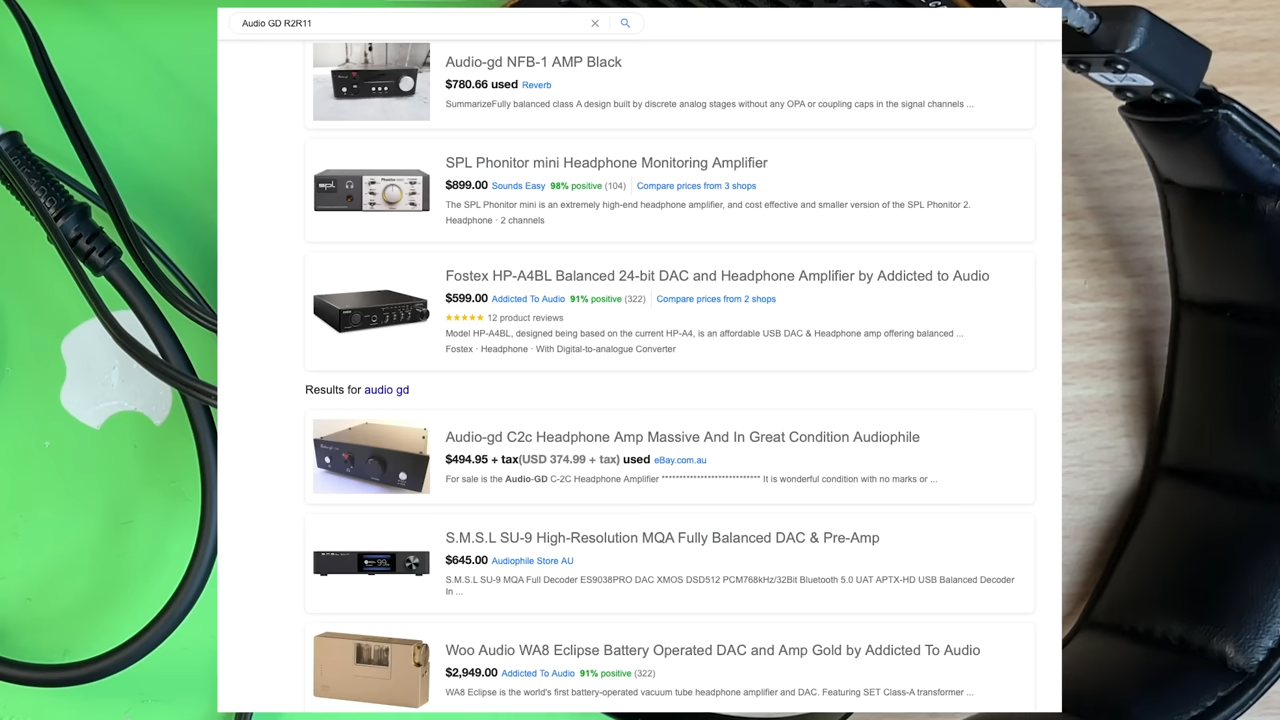 Audio GD R2R11
Audio-gd NFB-1 AMP Black
$780.66 used Reverb
SummarizeFully balanced class A design built by discrete analog stages without any OPA or coupling caps in the signal channels ...
SPL Phonitor mini Headphone Monitoring Amplifier
$899.00 Sounds Easy 98% positive (104) Compare prices from 3 shops
The SPL Phonitor mini is an extremely high-end headphone amplifier, and cost effective and smaller version of the SPL Phonitor 2.
Headphone · 2 channels
spl
Fostex HP-A4BL Balanced 24-bit DAC and Headphone Amplifier by Addicted to Audio
$599.00 Addicted To Audio 91% positive (322) Compare prices from 2 shops
★★★★★ 12 product reviews
Model HP-A4BL, designed being based on the current HP-A4, is an affordable USB DAC & Headphone amp offering balanced ...
Fostex · Headphone · With Digital-to-analogue Converter
Results for audio gd
Audio-gd C2c Headphone Amp Massive And In Great Condition Audiophile
$494.95 + tax(USD 374.99 + tax) used eBay.com.au
For sale is the Audio-GD C-2C Headphone Amplifier **************************** It is wonderful condition with no marks or ...
S.M.S.L SU-9 High-Resolution MQA Fully Balanced DAC & Pre-Amp
$645.00 Audiophile Store AU
S.M.S.L SU-9 MQA Full Decoder ES9038PRO DAC XMOS DSD512 PCM768kHz/32Bit Bluetooth 5.0 UAT APTX-HD USB Balanced Decoder
In ...
Woo Audio WA8 Eclipse Battery Operated DAC and Amp Gold by Addicted To Audio
$2,949.00 Addicted To Audio 91% positive (322)
WA8 Eclipse is the world's first battery-operated vacuum tube headphone amplifier and DAC. Featuring SET Class-A transformer ...